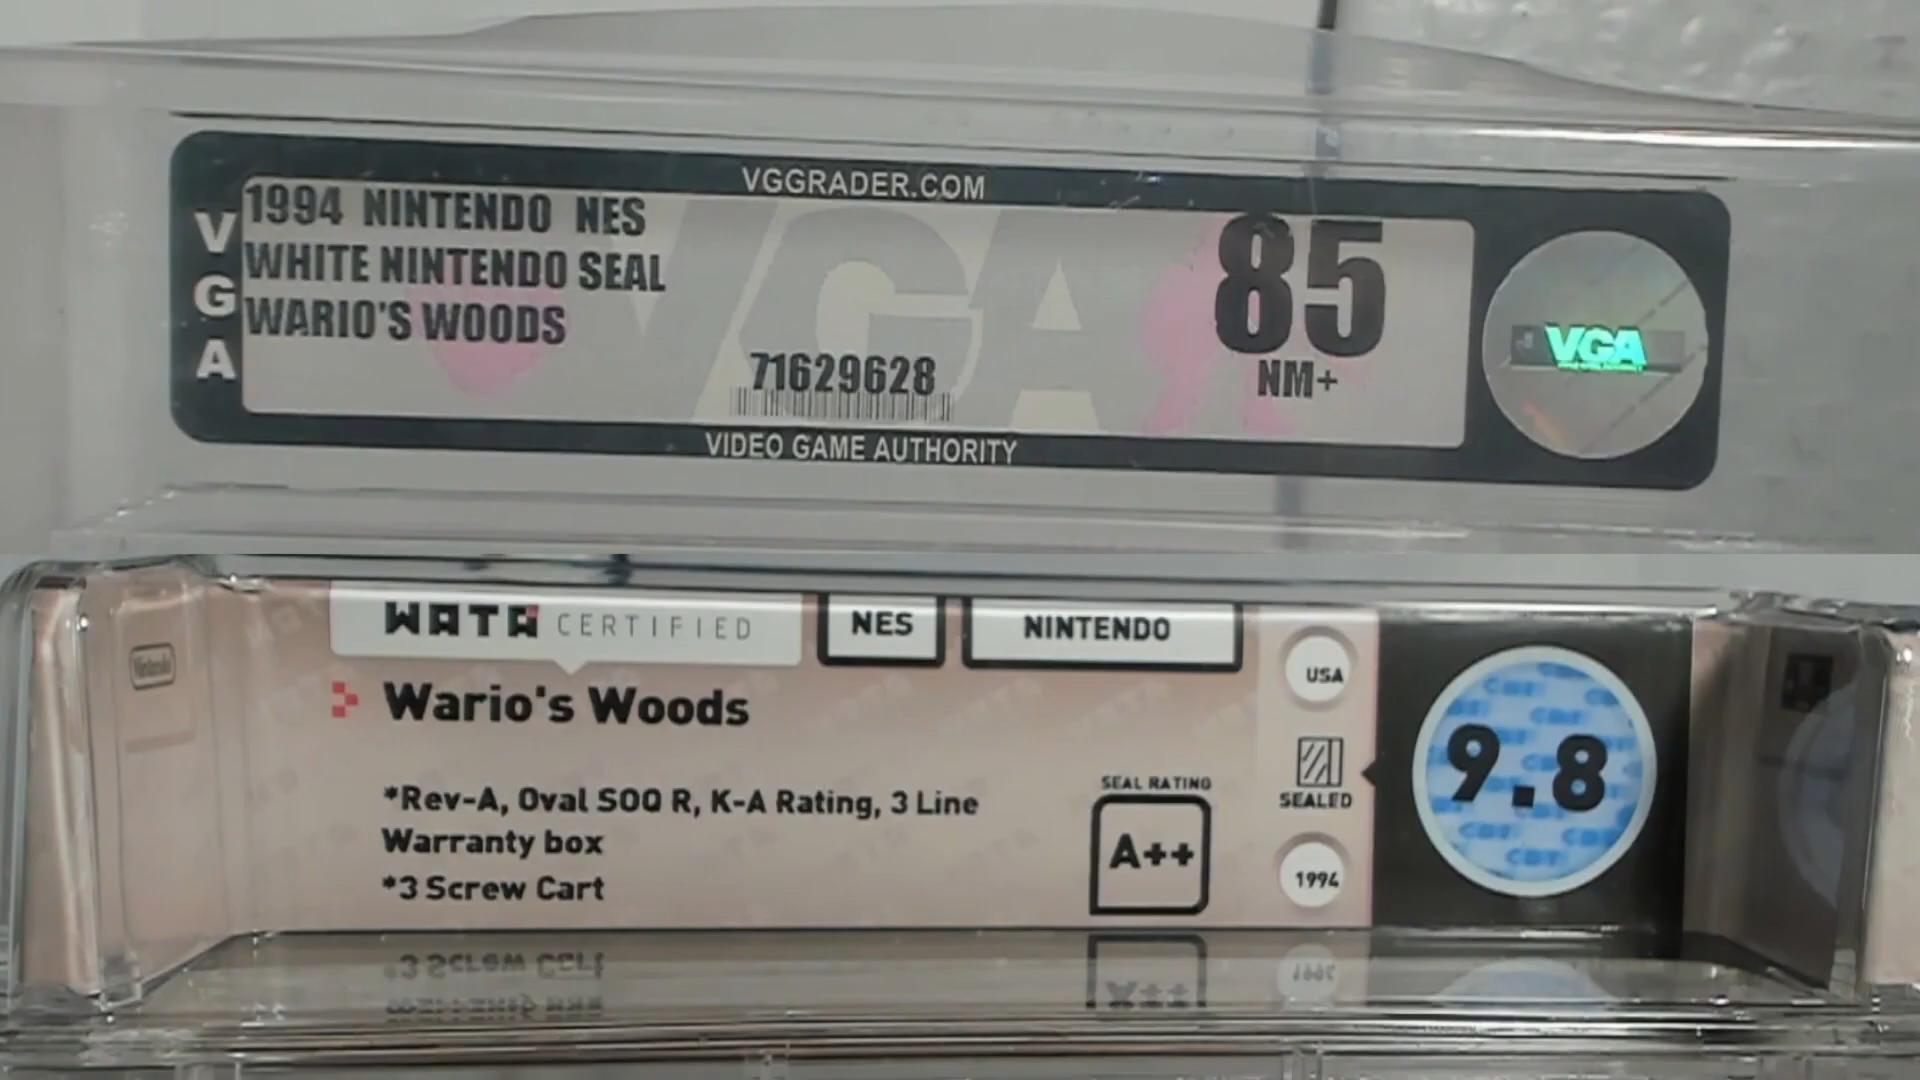 VGGRADER.COM
VGA
1994 NINTENDO NES
WHITE NINTENDO SEAL
WARIO'S WOODS
71629628
85
NM+
VGA
VIDEO GAME AUTHORITY
WATA CERTIFIED
NES
NINTENDO
Nintendo
USA
Wario's Woods
*Rev-A, Oval SOQ R, K-A Rating, 3 Line
Warranty box
*3 Screw Cart
SEAL RATING
A++
SEALED
1994
9.8